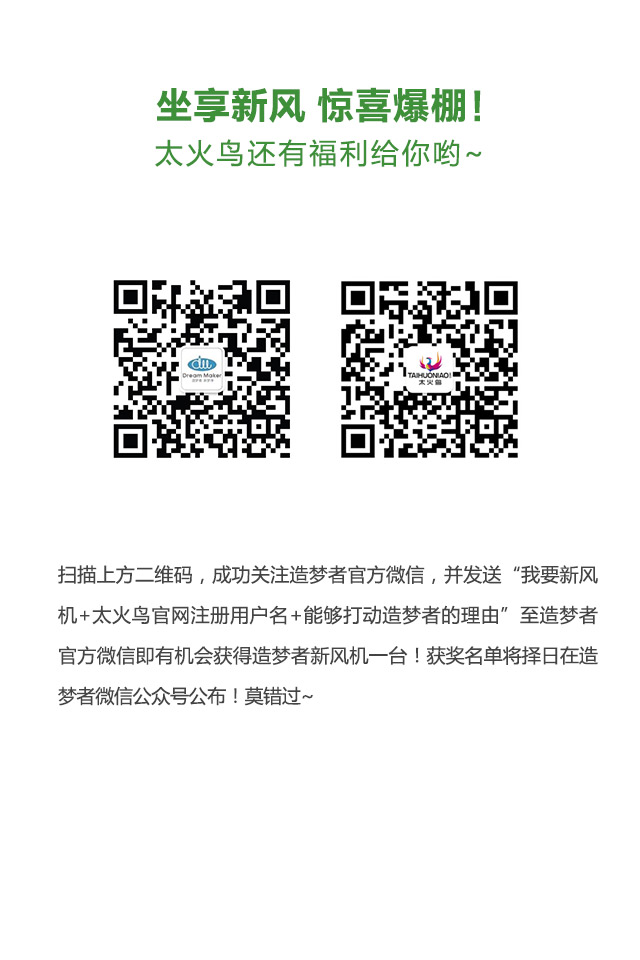 坐享新风 惊喜爆棚！
太火鸟还有福利给你哟~
Dream Maker
TAIHUONIAO!
太火鸟
扫描上方二维码，成功关注造梦者官方微信，并发送“我要新风
机+太火鸟官网注册用户名+能够打动造梦者的理由”至造梦者
官方微信即有机会获得造梦者新风机一台！获奖名单将择日在造
梦者微信公众号公布！莫错过~